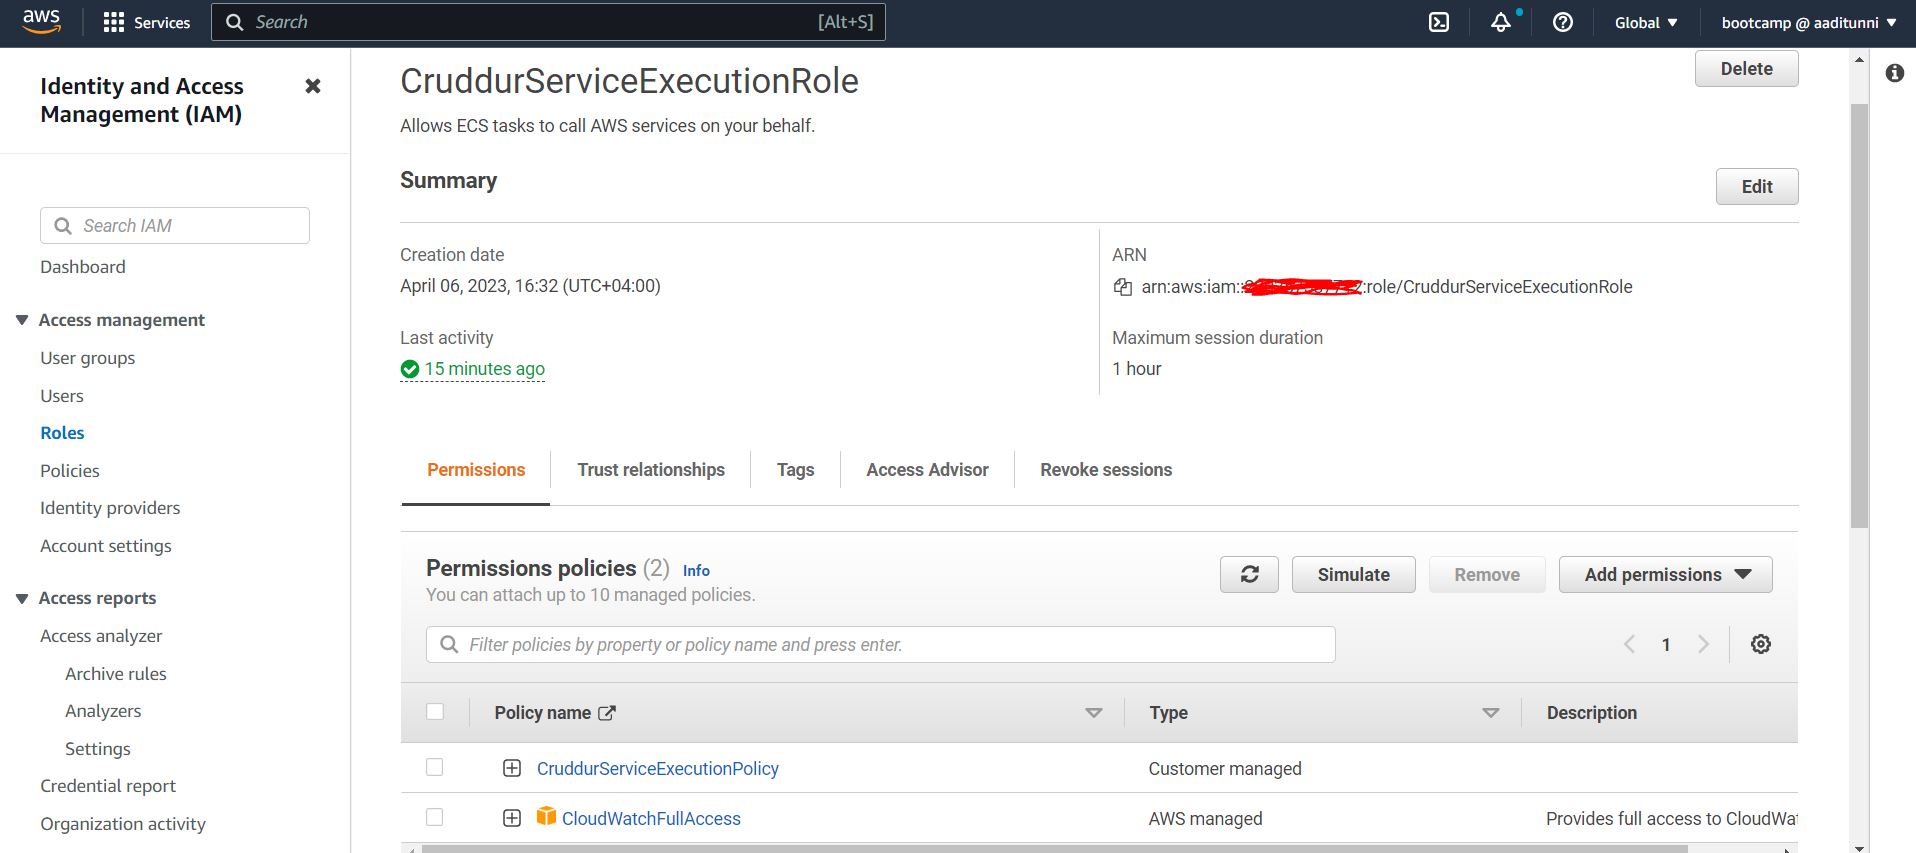 aws
Services
Search
[Alt+S]
Global
bootcamp @ aaditunni
Identity and Access
Management (IAM)
Search IAM
Dashboard
Access management
User groups
Users
Roles
Policies
Identity providers
Account settings
Access reports
Access analyzer
Archive rules
Analyzers
Settings
Credential report
Organization activity
CruddurServiceExecutionRole
Delete
Allows ECS tasks to call AWS services on your behalf.
Summary
Edit
Creation date
April 06, 2023, 16:32 (UTC+04:00)
ARN
arn:aws:iam:: :role/CruddurServiceExecutionRole
Last activity
15 minutes ago
Maximum session duration
1 hour
Permissions
Trust relationships
Tags
Access Advisor
Revoke sessions
Permissions policies (2) Info
You can attach up to 10 managed policies.
Simulate
Remove
Add permissions
Filter policies by property or policy name and press enter.
1
Policy name
Type
Description
CruddurServiceExecutionPolicy
Customer managed
CloudWatchFullAccess
AWS managed
Provides full access to CloudWa